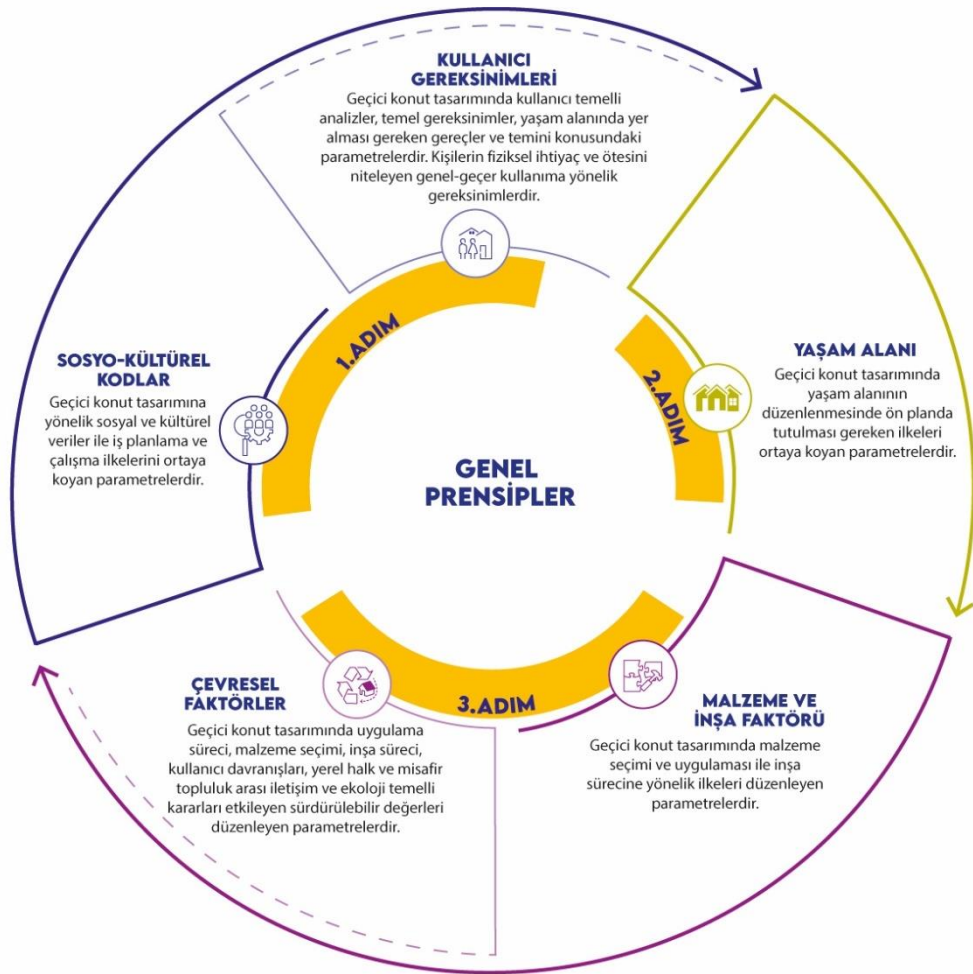 KULLANICI
GEREKSİNİMLERİ
Geçici konut tasarımında kullanıcı temelli
analizler, temel gereksinimler, yaşam alanında yer
alması gereken gereçler ve temini konusundaki
parametrelerdir. Kişilerin fiziksel ihtiyaç ve ötesini
niteleyen genel-geçer kullanıma yönelik
gereksinimlerdir.
1.ADIM
SOSYO-KÜLTÜREL
KODLAR
Geçici konut tasarımına
yönelik sosyal ve kültürel
veriler ile iş planlama ve
çalışma ilkelerini ortaya
koyan parametrelerdir.
2.ADIM
YAŞAM ALANI
Geçici konut tasarımında
yaşam alanının
düzenlenmesinde ön planda
tutulması gereken ilkeleri
ortaya koyan parametrelerdir.
GENEL
PRENSİPLER
3.ADIM
ÇEVRESEL
FAKTÖRLER
Geçici konut tasarımında uygulama
süreci, malzeme seçimi, inşa süreci,
kullanıcı davranışları, yerel halk ve misafir
topluluk arası iletişim ve ekoloji temelli
kararları etkileyen sürdürülebilir değerleri
düzenleyen parametrelerdir.
MALZEME VE
İNŞA FAKTÖRÜ
Geçici konut tasarımında malzeme
seçimi ve uygulaması ile inşa
sürecine yönelik ilkeleri düzenleyen
parametrelerdir.